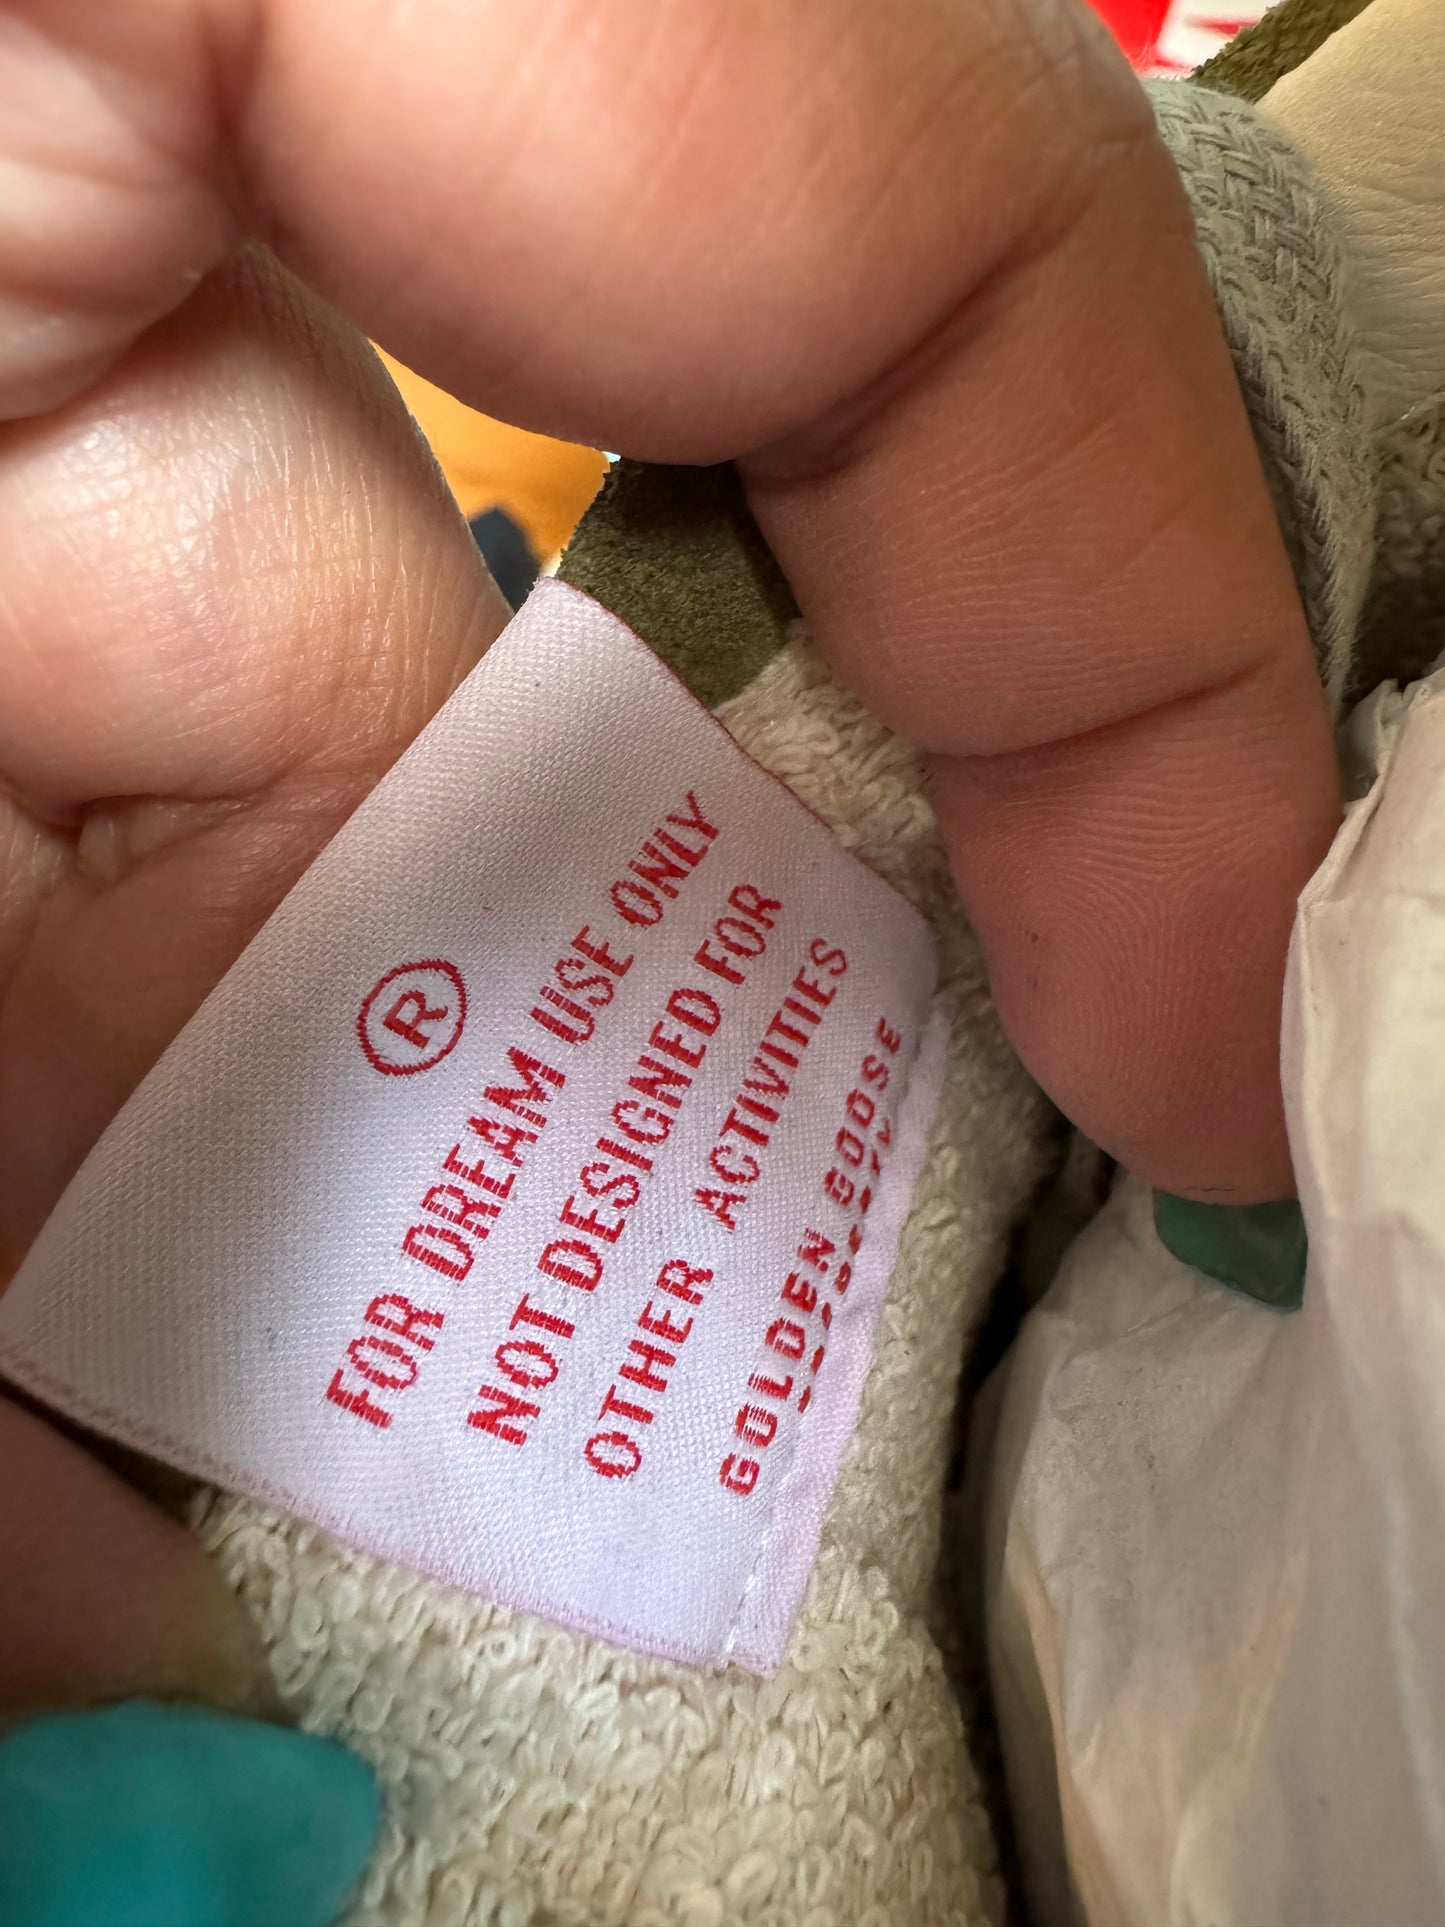 ®
FOR DREAM USE ONLY
NOT DESIGNED FOR
OTHER ACTIVITIES
GOLDEN GOOSE